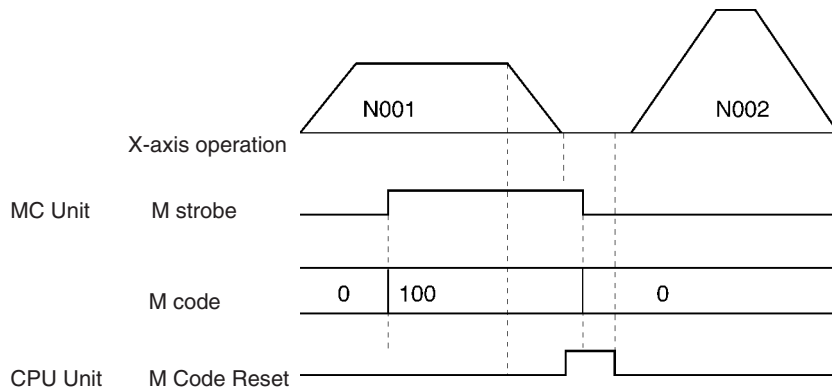 N001
N002
X-axis operation
MC Unit M strobe
M code 0 100 0
CPU Unit M Code Reset